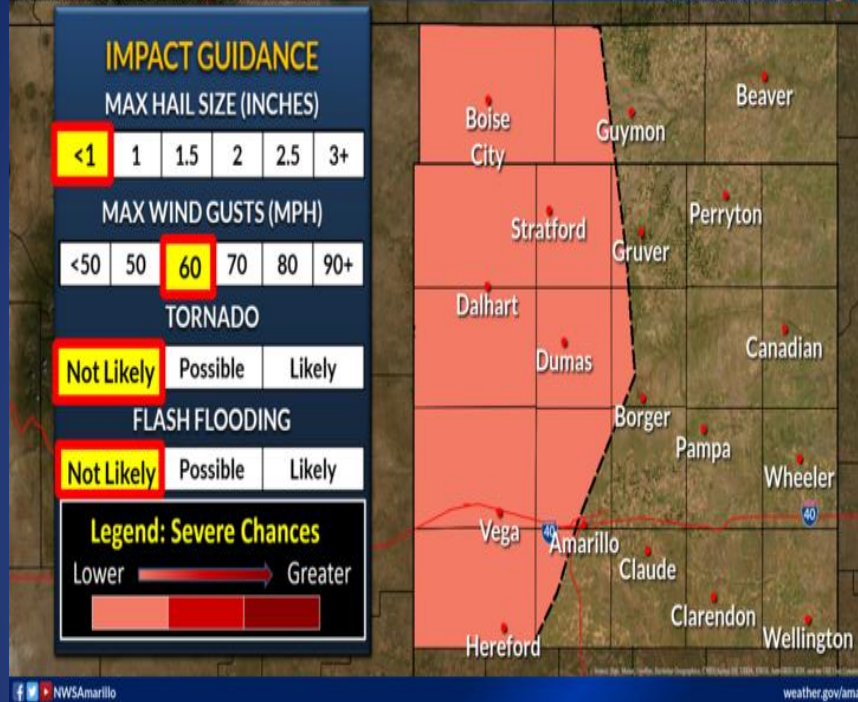 IMPACT GUIDANCE
MAX HAIL SIZE (INCHES)
<1 1 1.5 2 2.5 3+
MAX WIND GUSTS (MPH)
<50 50 60 70 80 90+
TORNADO
Not Likely Possible Likely
FLASH FLOODING
Not Likely Possible Likely
Legend: Severe Chances
Lower Greater
Boise City
Guymon
Beaver
Stratford
Gruver
Perryton
Dalhart
Dumas
Canadian
Borger
Pampa
Wheeler
Vega
40
Amarillo
40
Claude
Clarendon
Hereford
Wellington
NWSAmarillo
weather.gov/ama